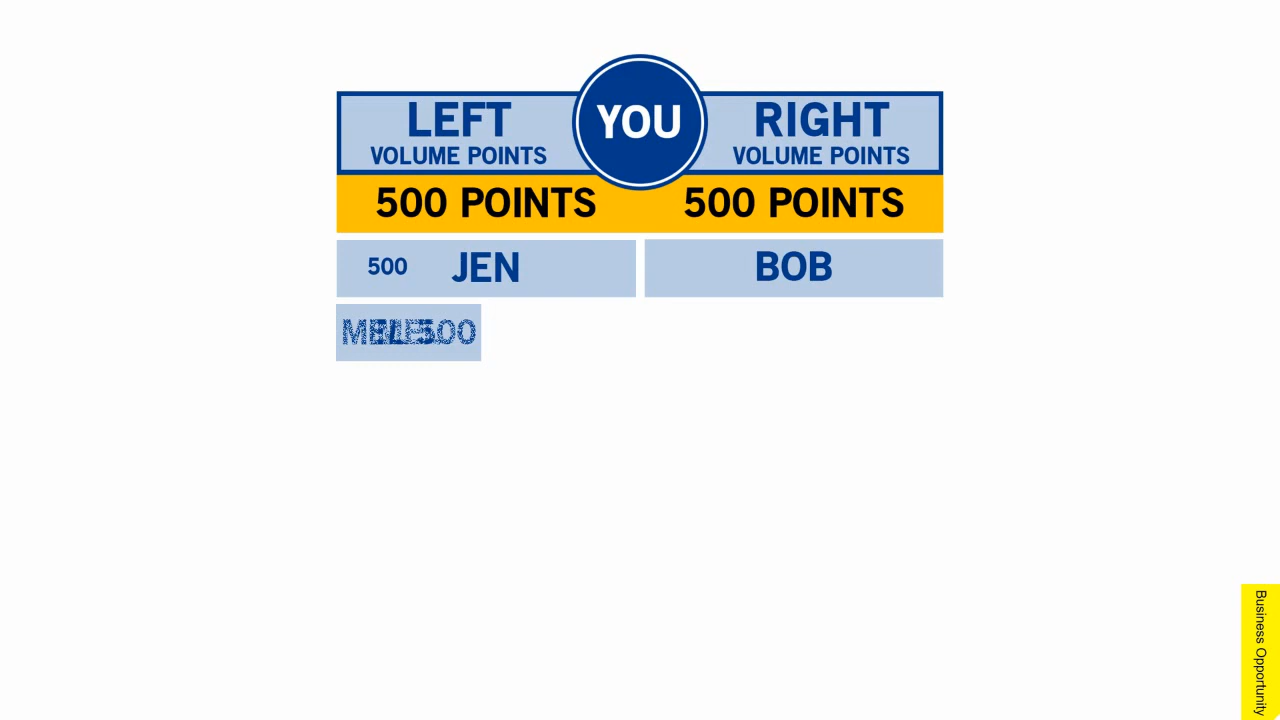 LEFT
VOLUME POINTS
YOU
RIGHT
VOLUME POINTS
500 POINTS
500 POINTS
500 JEN
BOB
Business Opportunity